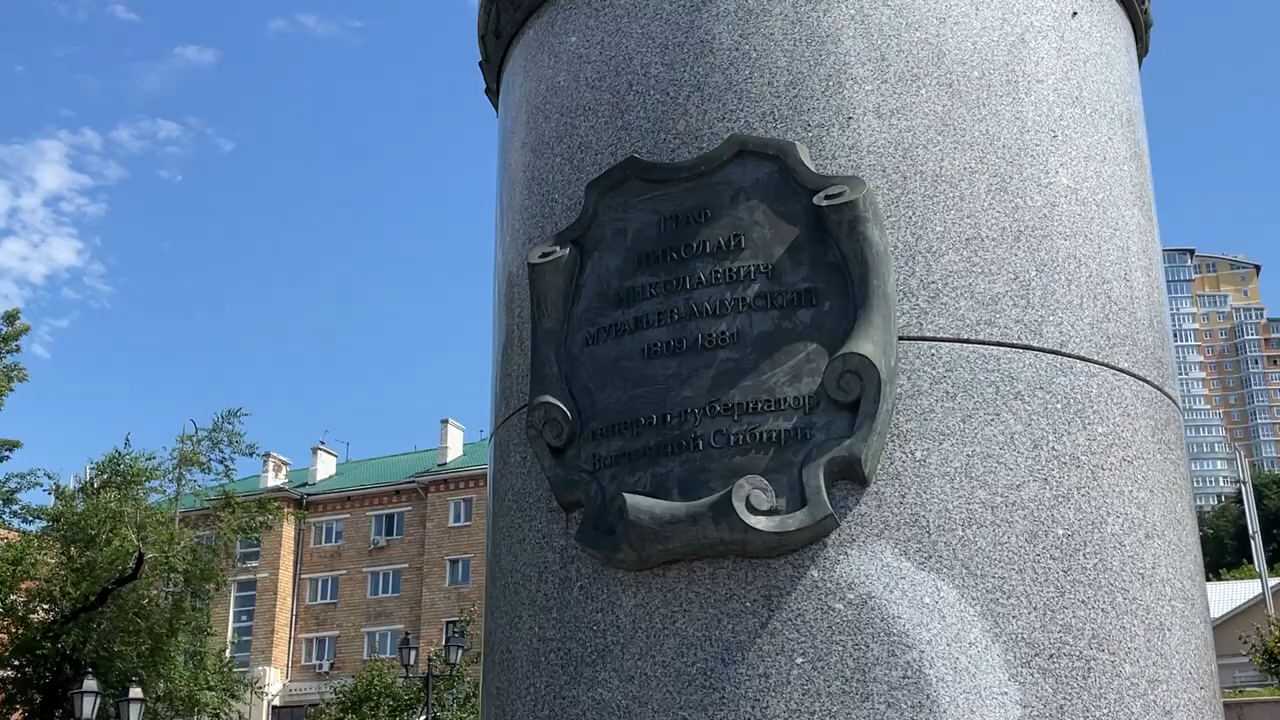 ГРАФ
НИКОЛАЙ
НИКОЛАЕВИЧ
МУРАВЬЕВ-АМУРСКИЙ
1809-1881
генерал-губернатор
Восточной Сибири